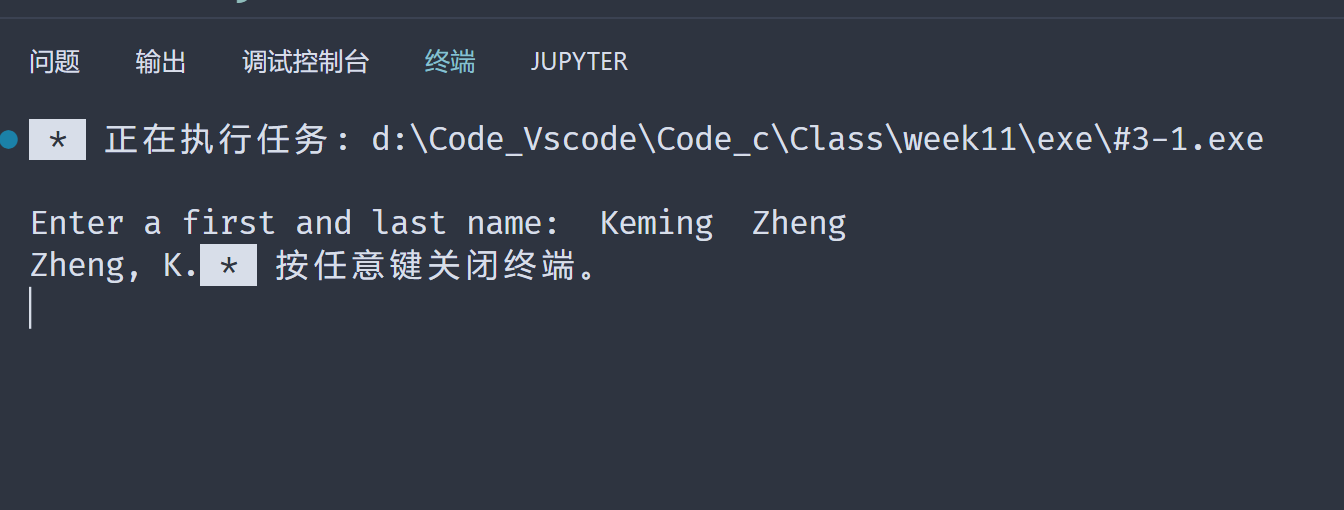 问题 输出 调试控制台 终端 JUPYTER
* 正在执行任务: d:\Code_Vscode\Code_c\Class\week11\exe\#3-1.exe
Enter a first and last name:  Keming  Zheng
Zheng, K. * 按任意键关闭终端。